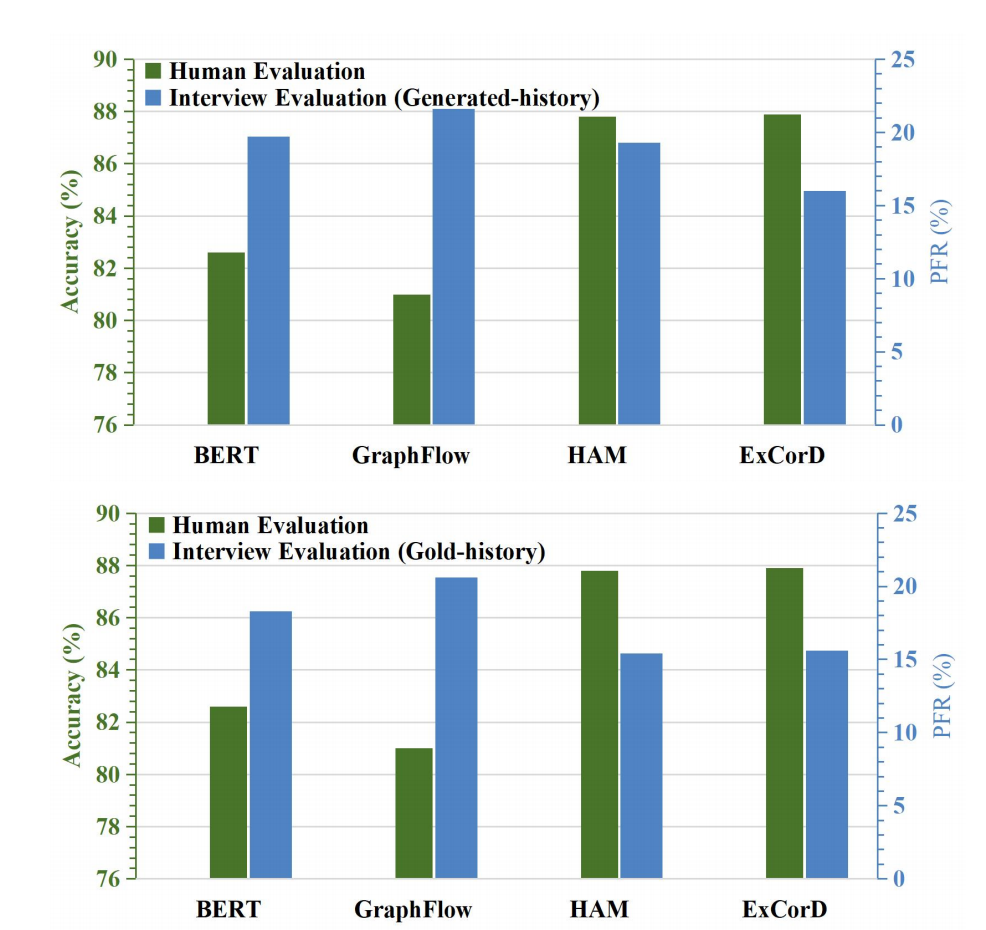 Human Evaluation
Interview Evaluation (Generated-history)
Accuracy (%)
90
88
86
84
82
80
78
76
25
20
15
10
5
0
PFR (%)
BERT GraphFlow HAM ExCorD
Human Evaluation
Interview Evaluation (Gold-history)
Accuracy (%)
90
88
86
84
82
80
78
76
25
20
15
10
5
0
PFR (%)
BERT GraphFlow HAM ExCorD